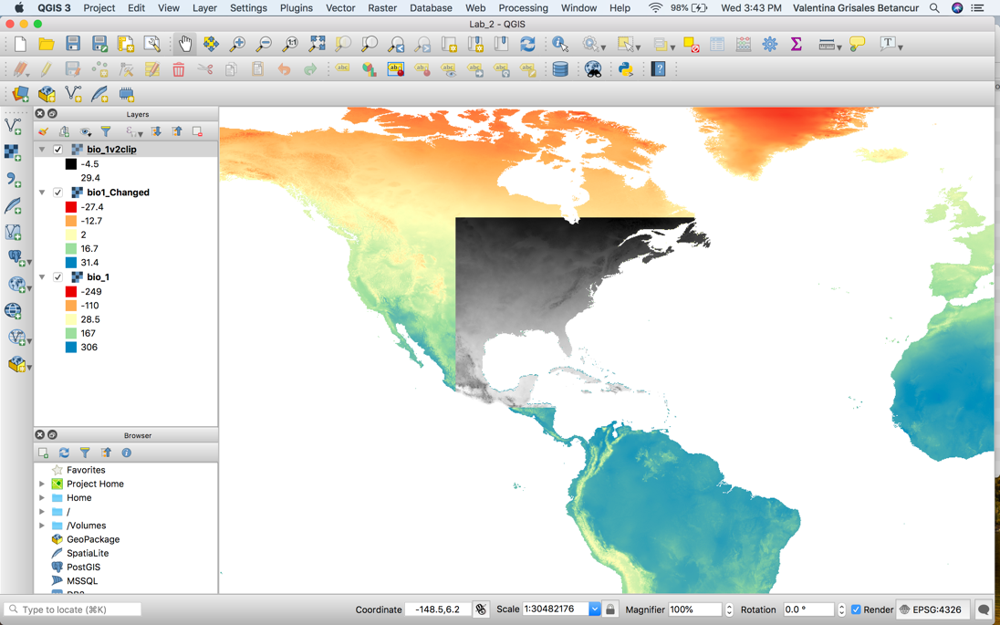 QGIS 3 Project Edit View Layer Settings Plugins Vector Raster Database Web Processing Window Help 98% Wed 3:43 PM Valentina Grisales Betancur
Lab_2 - QGIS
Layers
bio_1v2clip
-4.5
29.4
bio1_Changed
-27.4
-12.7
2
16.7
31.4
bio_1
-249
-110
28.5
167
306
Browser
Favorites
Project Home
Home
/
/Volumes
GeoPackage
SpatiaLite
PostGIS
MSSQL
Type to locate (⌘K) Coordinate -148.5,6.2 Scale 1:30482176 Magnifier 100% Rotation 0.0 ° Render EPSG:4326